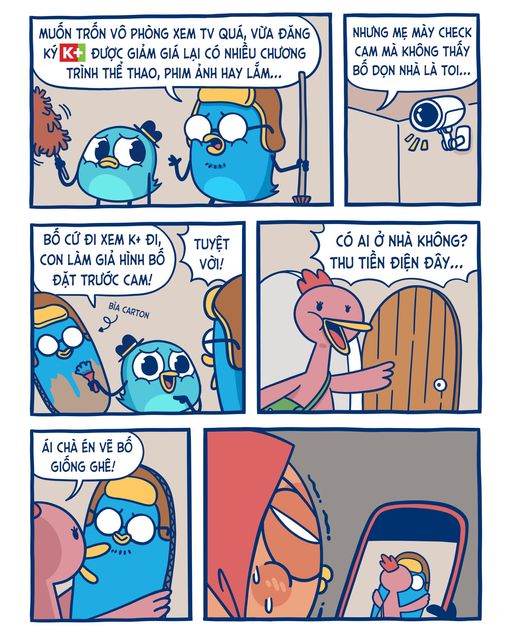 MUỐN TRỐN VÔ PHÒNG XEM TV QUÁ, VỪA ĐĂNG
KÝ K+ ĐƯỢC GIẢM GIÁ LẠI CÓ NHIỀU CHƯƠNG
TRÌNH THỂ THAO, PHIM ẢNH HAY LẮM...
NHƯNG MẸ MÀY CHECK
CAM MÀ KHÔNG THẤY
BỐ DỌN NHÀ LÀ TOI...
BỐ CỨ ĐI XEM K+ ĐI,
CON LÀM GIẢ HÌNH BỐ
ĐẶT TRƯỚC CAM!
BÌA CARTON
TUYỆT
VỜI!
CÓ AI Ở NHÀ KHÔNG?
THU TIỀN ĐIỆN ĐÂY...
ÁI CHÀ ÉN VẼ BỐ
GIỐNG GHÊ!